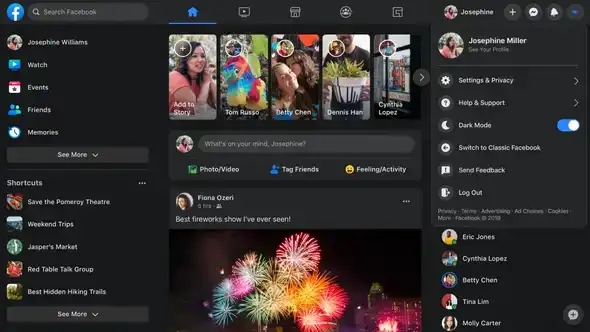 Search Facebook
Josephine
Josephine Williams
Watch
Events
Friends
Memories
See More
Shortcuts
Save the Pomeroy Theatre
Weekend Trips
Jasper's Market
Red Table Talk Group
Best Hidden Hiking Trails
See More
Add to
Story
Tom Russo
Betty Chen
Dennis Han
Cynthia
Lopez
What's on your mind, Josephine?
Photo/Video
Tag Friends
Feeling/Activity
Fiona Ozeri
5 hrs ·
Best fireworks show I've ever seen!
Josephine Miller
See Your Profile
Settings & Privacy
Help & Support
Dark Mode
Switch to Classic Facebook
Send Feedback
Log Out
Privacy · Terms · Advertising · Ad Choices · Cookies ·
More · Facebook © 2019
Eric Jones
Cynthia Lopez
Betty Chen
Tina Lim
Molly Carter